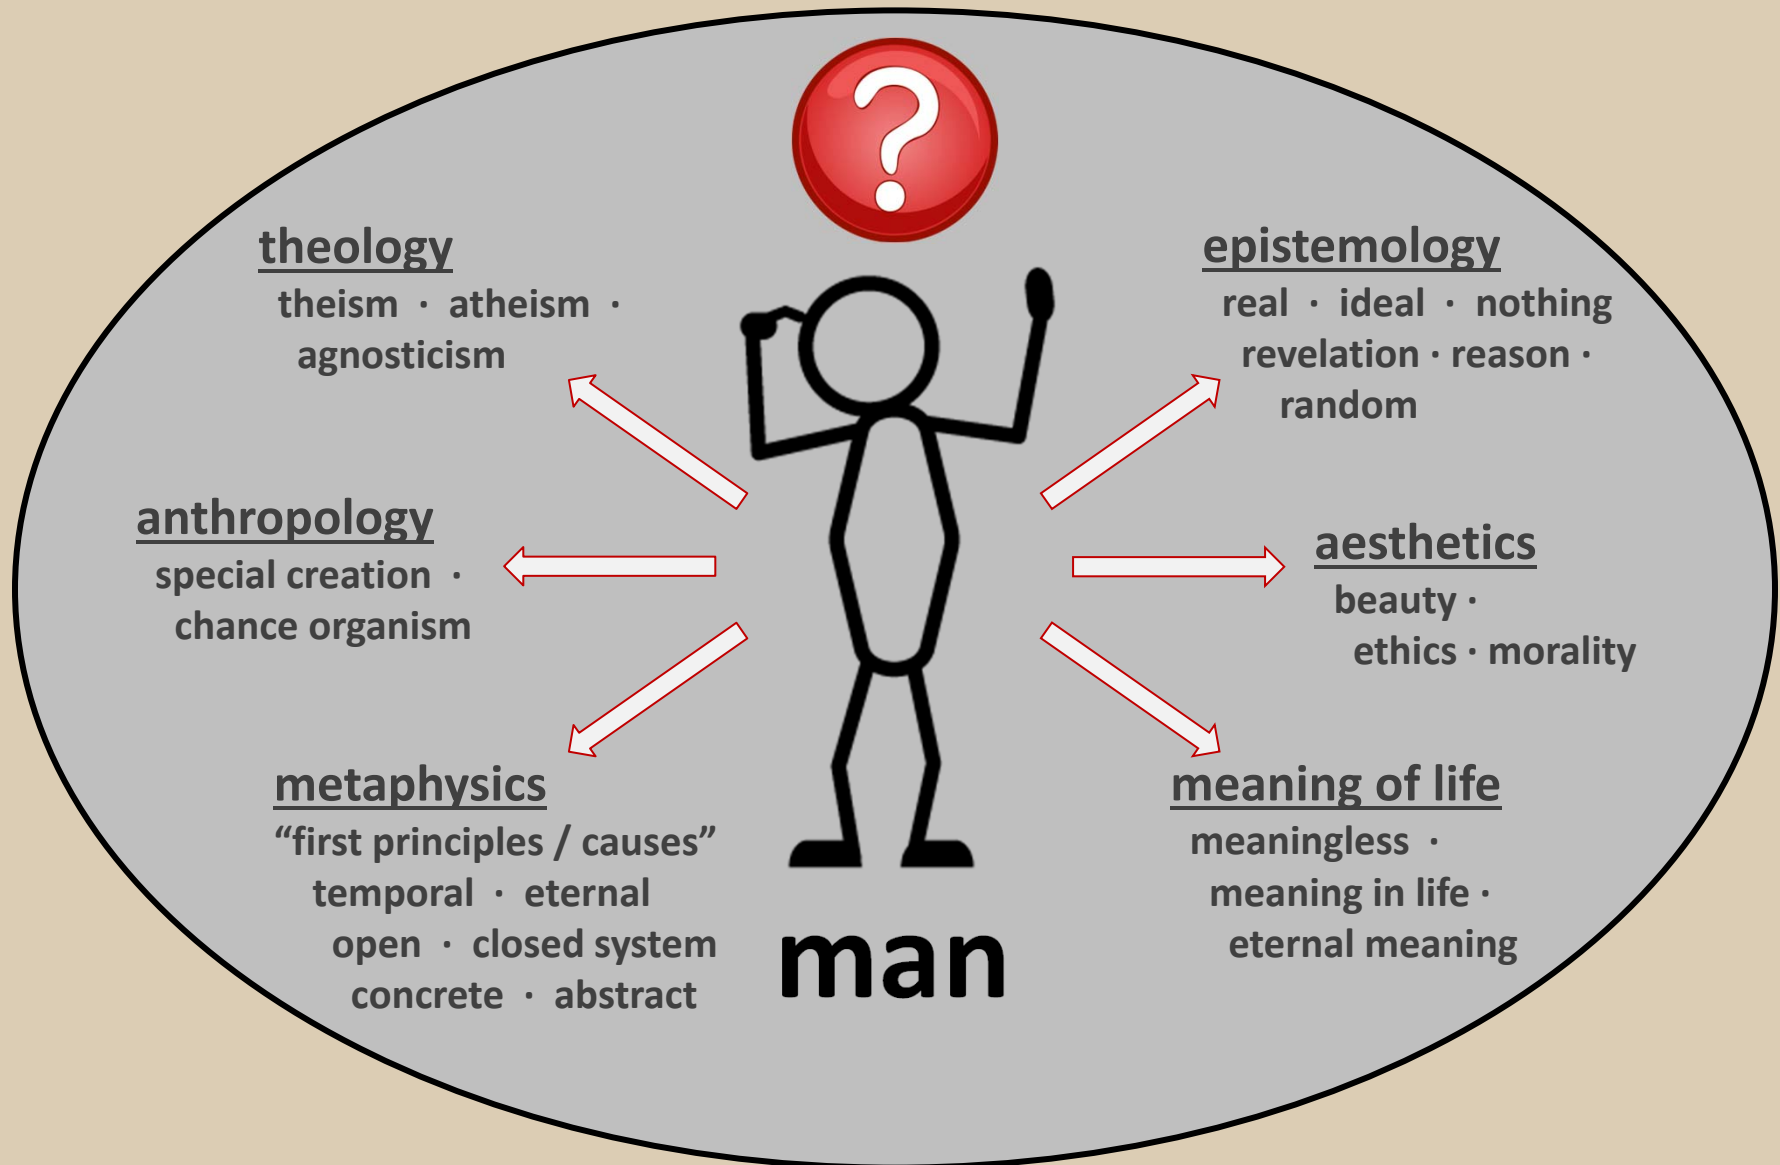 ?
theology
theism · atheism ·
agnosticism
anthropology
special creation ·
chance organism
metaphysics
“first principles / causes”
temporal · eternal
open · closed system
concrete · abstract
man
epistemology
real · ideal · nothing
revelation · reason ·
random
aesthetics
beauty ·
ethics · morality
meaning of life
meaningless ·
meaning in life ·
eternal meaning